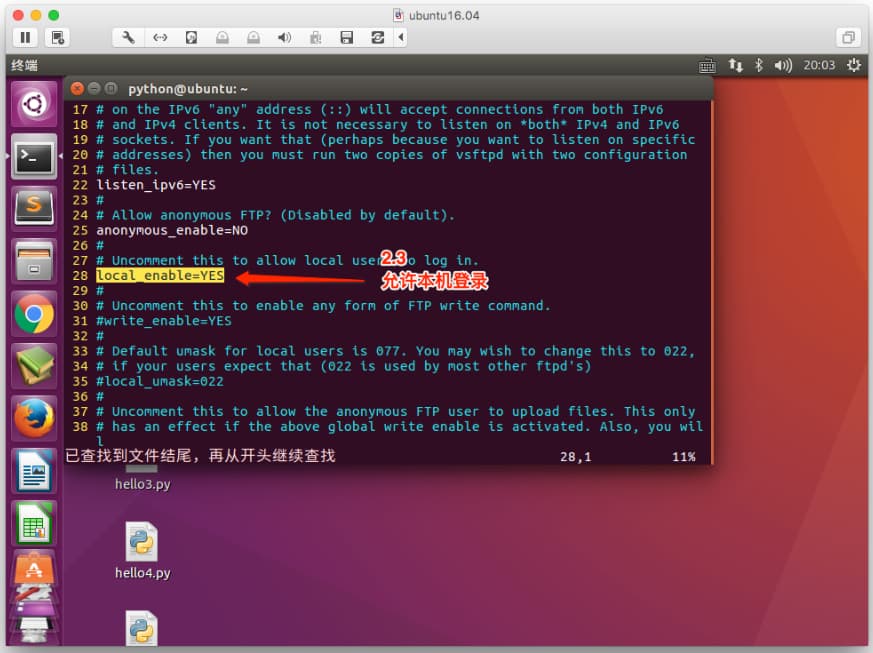 ubuntu16.04
终端
20:03
python@ubuntu: ~
17 # on the IPv6 "any" address (::) will accept connections from both IPv6
18 # and IPv4 clients. It is not necessary to listen on *both* IPv4 and IPv6
19 # sockets. If you want that (perhaps because you want to listen on specific
20 # addresses) then you must run two copies of vsftpd with two configuration
21 # files.
22 listen_ipv6=YES
23 #
24 # Allow anonymous FTP? (Disabled by default).
25 anonymous_enable=NO
26 #
27 # Uncomment this to allow local use o log in.
2.3
28 local_enable=YES
允许本机登录
29 #
30 # Uncomment this to enable any form of FTP write command.
31 #write_enable=YES
32 #
33 # Default umask for local users is 077. You may wish to change this to 022,
34 # if your users expect that (022 is used by most other ftpd's)
35 #local_umask=022
36 #
37 # Uncomment this to allow the anonymous FTP user to upload files. This only
38 # has an effect if the above global write enable is activated. Also, you wil
l
已查找到文件结尾，再从开头继续查找 28,1 11%
hello3.py
hello4.py